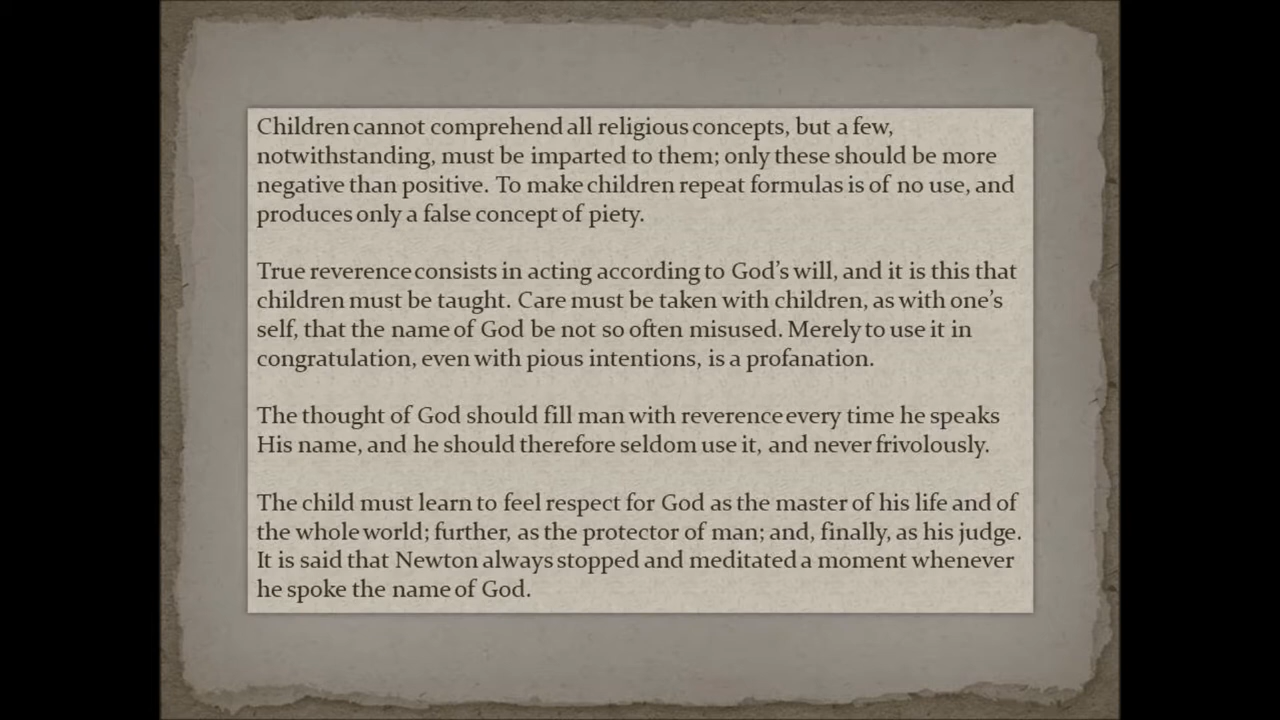 Children cannot comprehend all religious concepts, but a few,
notwithstanding, must be imparted to them; only these should be more
negative than positive. To make children repeat formulas is of no use, and
produces only a false concept of piety.
True reverence consists in acting according to God's will, and it is this that
children must be taught. Care must be taken with children, as with one's
self, that the name of God be not so often misused. Merely to use it in
congratulation, even with pious intentions, is a profanation.
The thought of God should fill man with reverence every time he speaks
His name, and he should therefore seldom use it, and never frivolously.
The child must learn to feel respect for God as the master of his life and of
the whole world; further, as the protector of man; and, finally, as his judge.
It is said that Newton always stopped and meditated a moment whenever
he spoke the name of God.